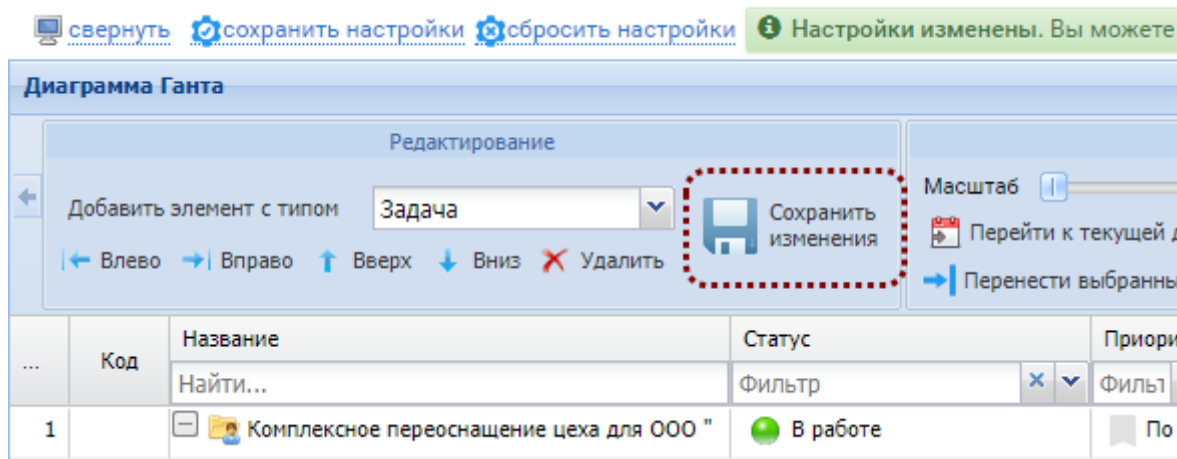 свернуть сохранить настройки сбросить настройки Настройки изменены. Вы можете
Диаграмма Ганта
Редактирование
Добавить элемент с типом Задача
Сохранить
изменения
Влево Вправо Вверх Вниз Удалить
Масштаб
Перейти к текущей д
Перенести выбранны
... Код Название Статус Приори
Найти... Фильтр Фильт
1 Комплексное переоснащение цеха для ООО " В работе По